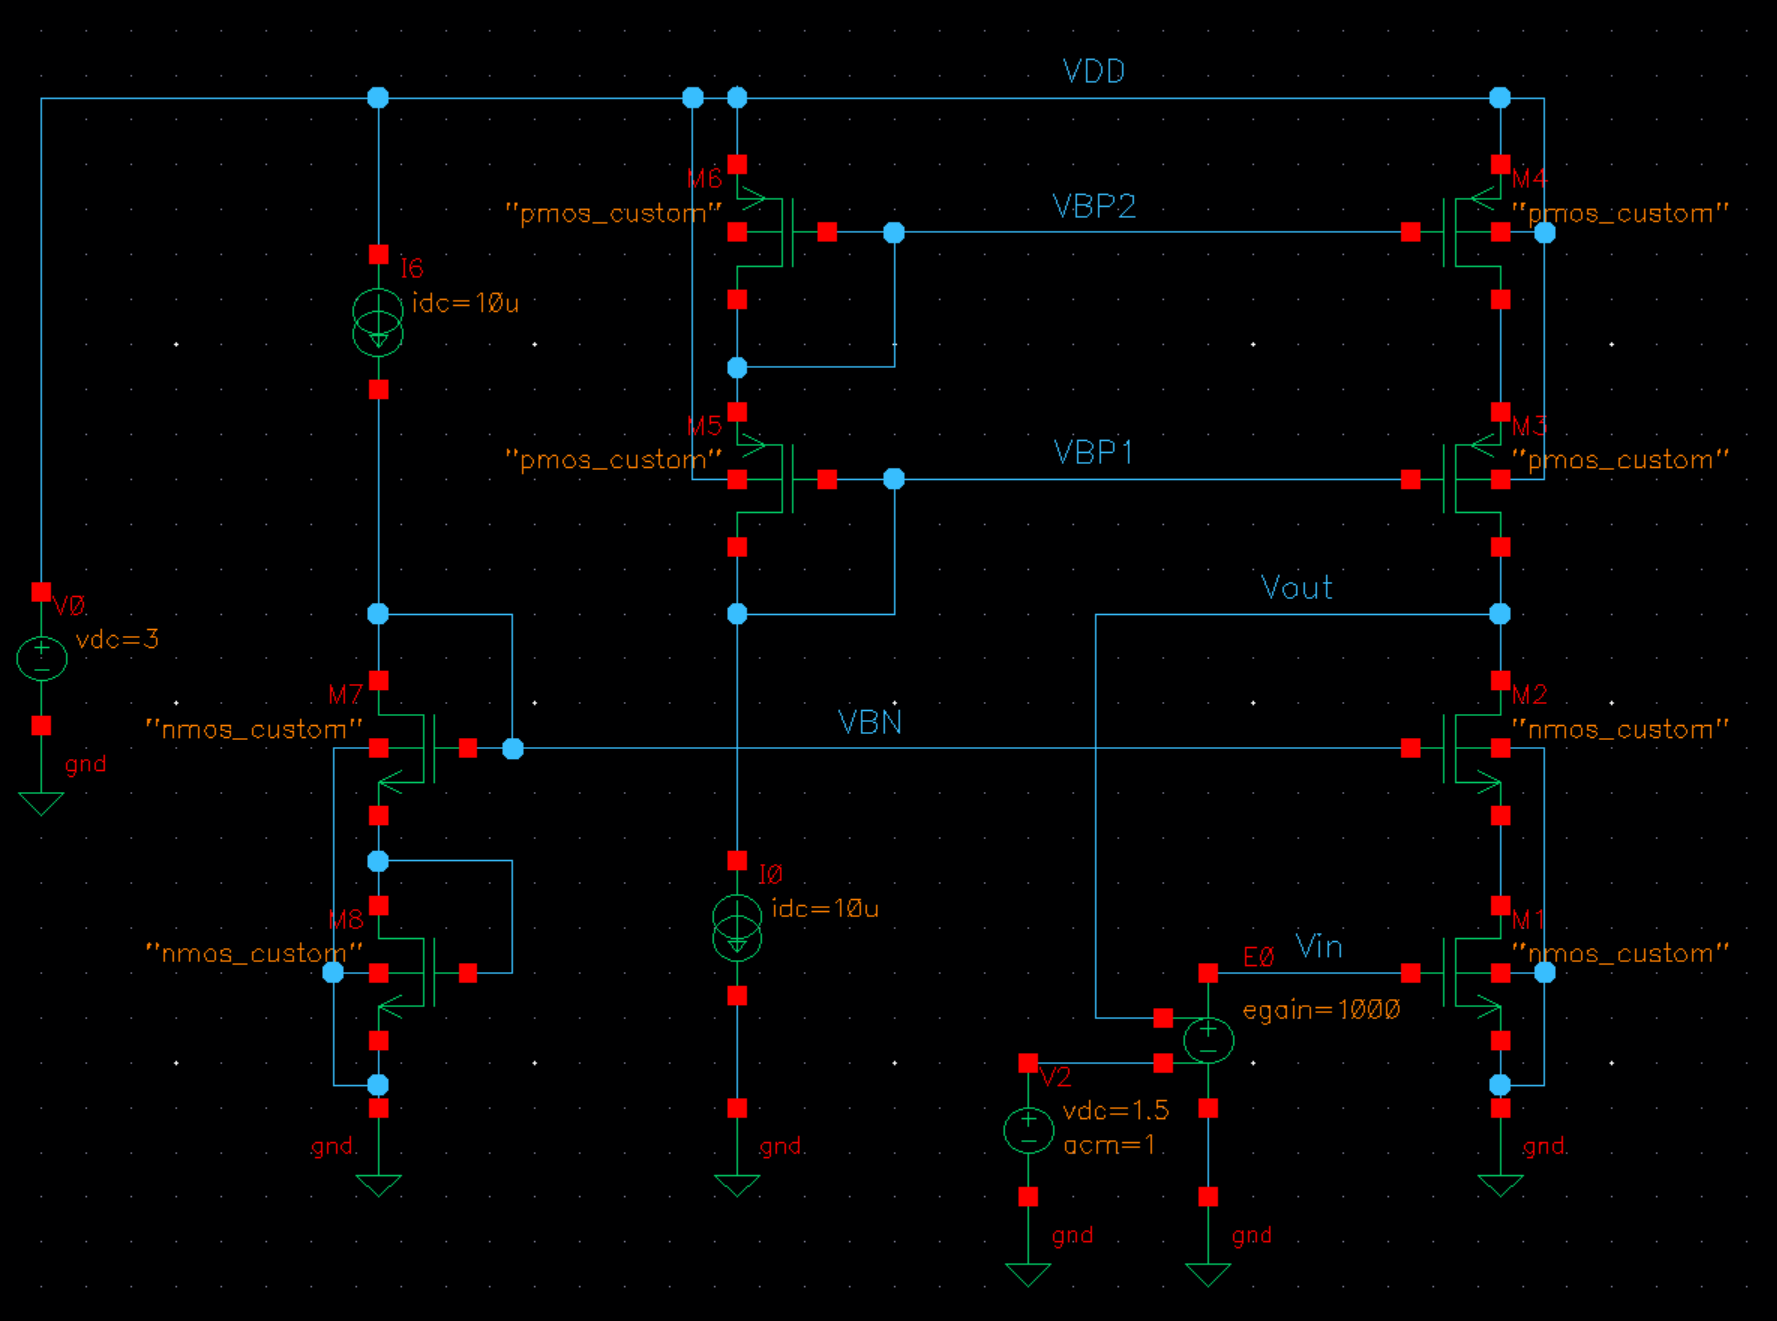 VDD
M6
M4
"pmos_custom"
VBP2
"pmos_custom"
I6
idc=10u
M5
M3
"pmos_custom"
VBP1
"pmos_custom"
V0
vdc=3
Vout
M7
M2
"nmos_custom"
VBN
"nmos_custom"
gnd
I0
idc=10u
M8
M1
"nmos_custom"
E0
Vin
"nmos_custom"
egain=1000
V2
vdc=1.5
acm=1
gnd
gnd
gnd
gnd
gnd